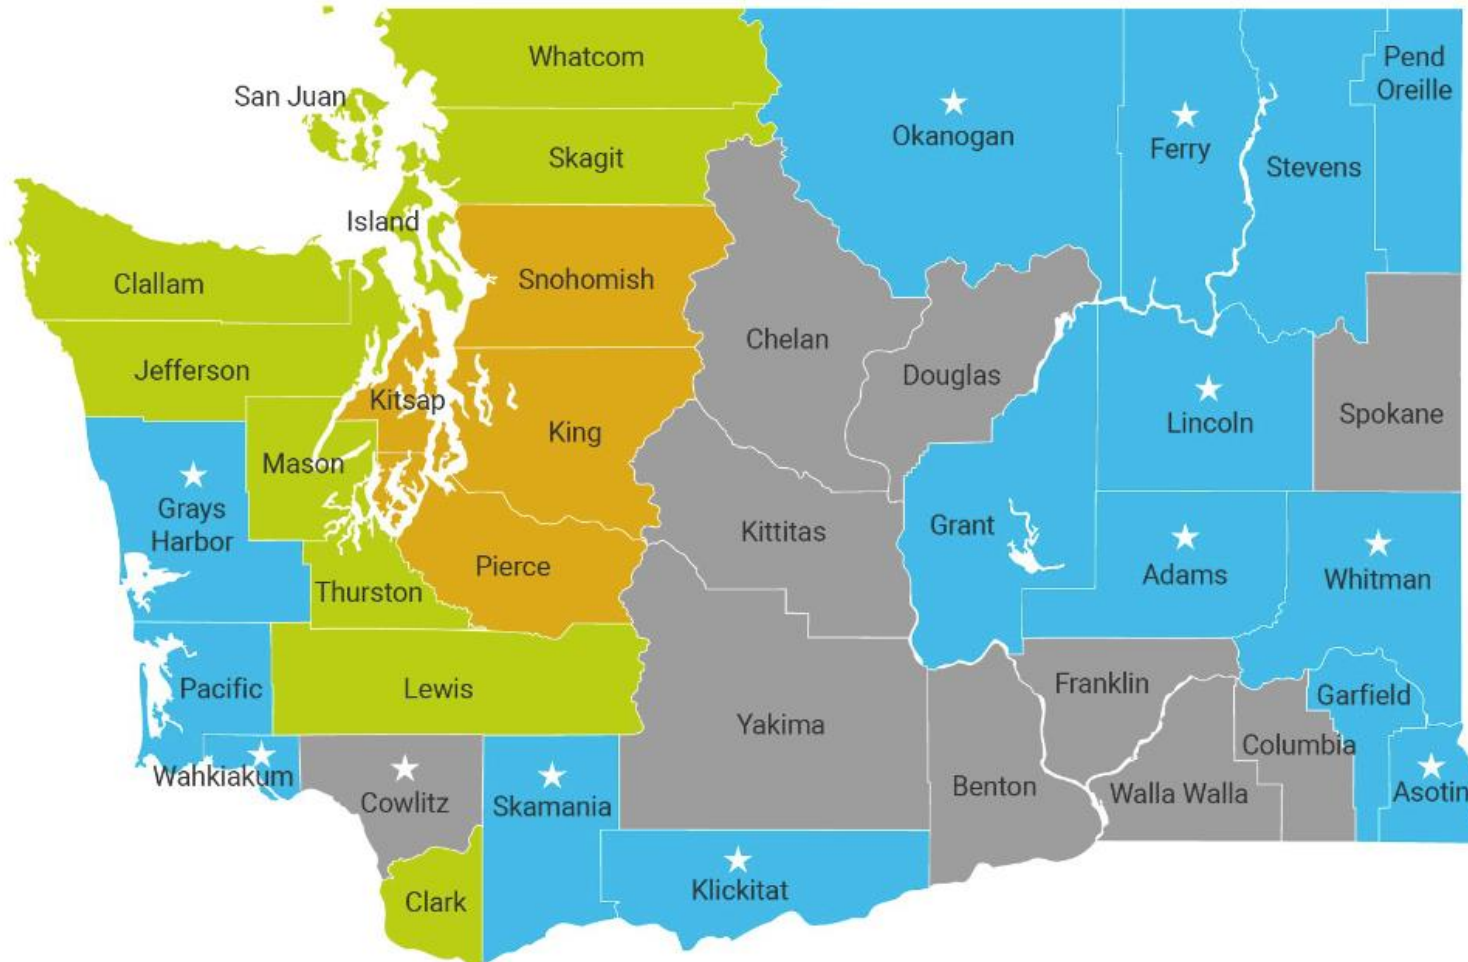 Whatcom
Pend
Oreille
San Juan
Okanogan
Ferry
Skagit
Stevens
Island
Snohomish
Clallam
Chelan
Jefferson
Douglas
Kitsap
Spokane
Lincoln
King
Mason
Grays
Harbor
Kittitas
Grant
Pierce
Adams
Whitman
Thurston
Pacific
Lewis
Franklin
Garfield
Yakima
Columbia
Wahkiakum
Cowlitz
Skamania
Benton
Walla Walla
Asotin
Klickitat
Clark